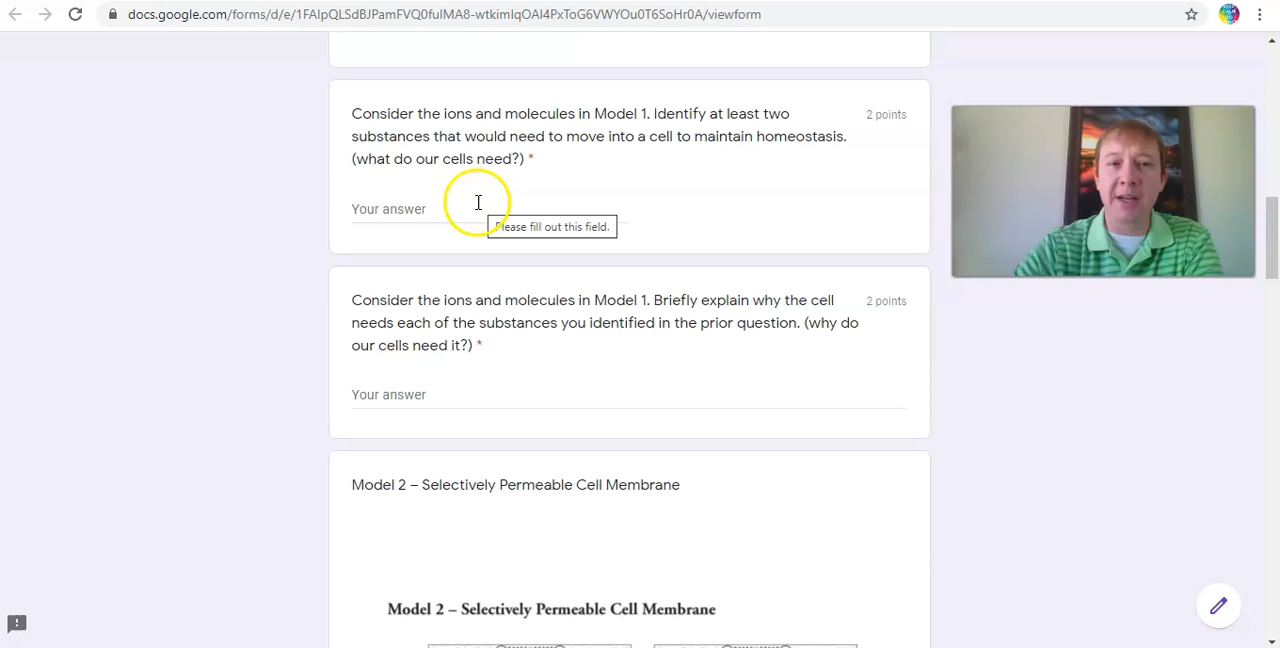 docs.google.com/forms/d/e/1FAIpQLSdBJPamFVQ0fulMA8-wtkimlqOAl4PxToG6VWYOu0T6SoHr0A/viewform
Consider the ions and molecules in Model 1. Identify at least two
2 points
substances that would need to move into a cell to maintain homeostasis.
(what do our cells need?) *
Your answer
Please fill out this field.
Consider the ions and molecules in Model 1. Briefly explain why the cell
2 points
needs each of the substances you identified in the prior question. (why do
our cells need it?) *
Your answer
Model 2 – Selectively Permeable Cell Membrane
Model 2 – Selectively Permeable Cell Membrane